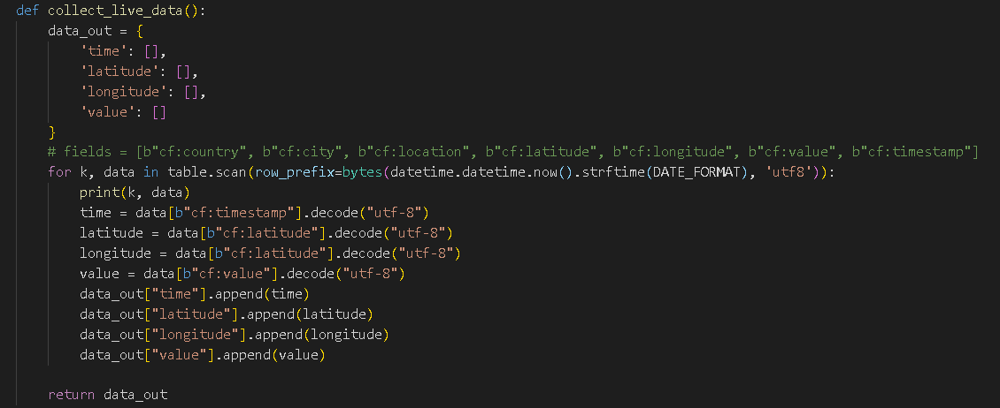 def collect_live_data():
    data_out = {
        'time': [],
        'latitude': [],
        'longitude': [],
        'value': []
    }
    # fields = [b"cf:country", b"cf:city", b"cf:location", b"cf:latitude", b"cf:longitude", b"cf:value", b"cf:timestamp"]
    for k, data in table.scan(row_prefix=bytes(datetime.datetime.now().strftime(DATE_FORMAT), 'utf8')):
        print(k, data)
        time = data[b"cf:timestamp"].decode("utf-8")
        latitude = data[b"cf:latitude"].decode("utf-8")
        longitude = data[b"cf:latitude"].decode("utf-8")
        value = data[b"cf:value"].decode("utf-8")
        data_out["time"].append(time)
        data_out["latitude"].append(latitude)
        data_out["longitude"].append(longitude)
        data_out["value"].append(value)
    return data_out